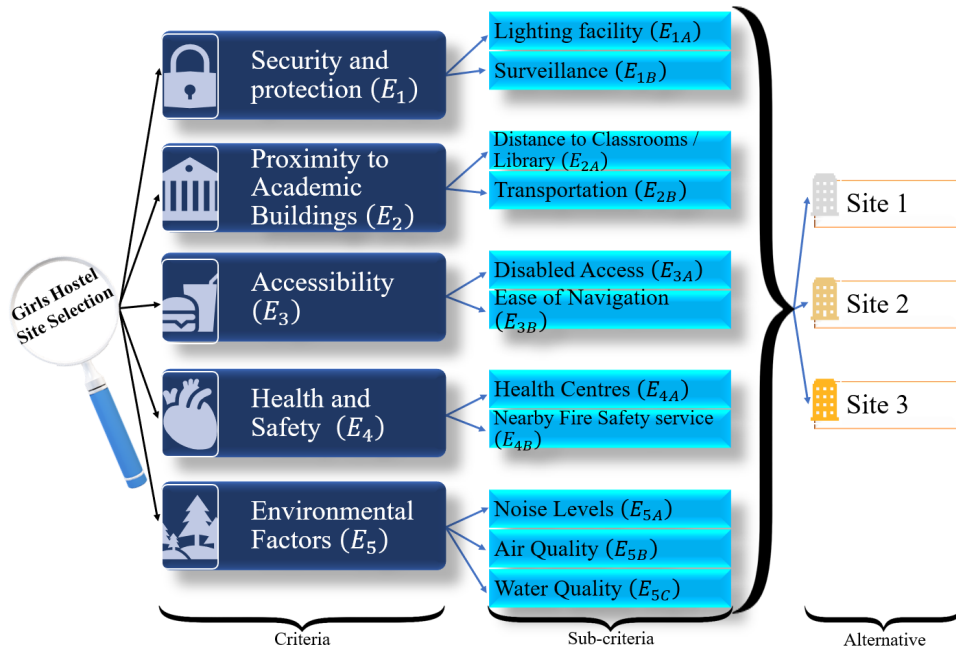 Girls Hostel
Site Selection
Security and
protection (E₁)
Proximity to
Academic
Buildings (E₂)
Accessibility
(E₃)
Health and
Safety (E₄)
Environmental
Factors (E₅)
Criteria
Lighting facility (E₁A)
Surveillance (E₁B)
Distance to Classrooms /
Library (E₂A)
Transportation (E₂B)
Disabled Access (E₃A)
Ease of Navigation
(E₃B)
Health Centres (E₄A)
Nearby Fire Safety service
(E₄B)
Noise Levels (E₅A)
Air Quality (E₅B)
Water Quality (E₅C)
Sub-criteria
Site 1
Site 2
Site 3
Alternative